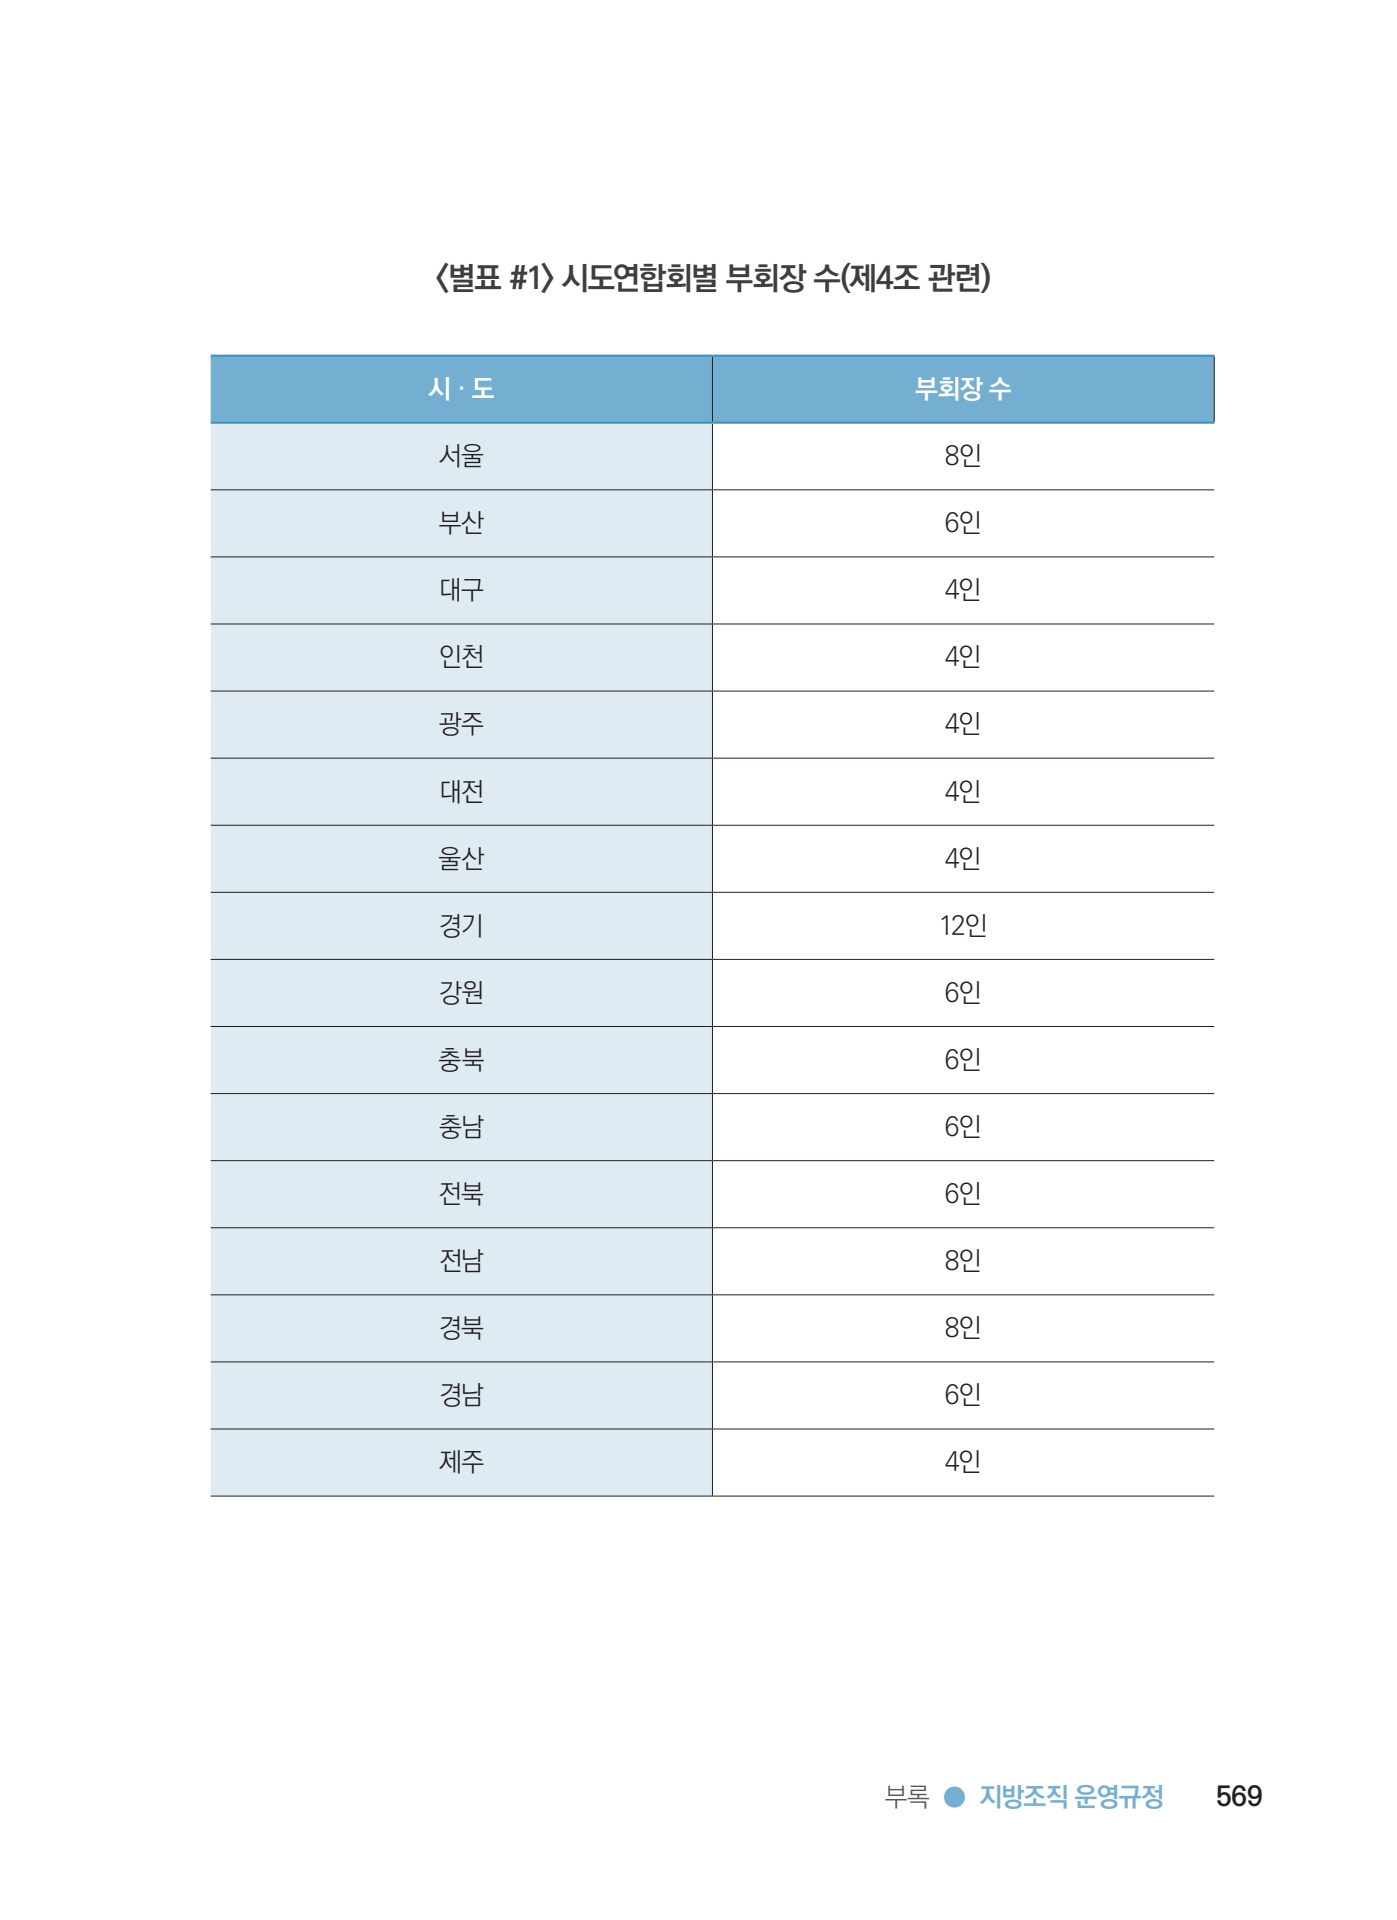 〈별표 #1〉 시도연합회별 부회장 수(제4조 관련)
시 · 도 부회장 수
서울 8인
부산 6인
대구 4인
인천 4인
광주 4인
대전 4인
울산 4인
경기 12인
강원 6인
충북 6인
충남 6인
전북 6인
전남 8인
경북 8인
경남 6인
제주 4인
부록 ● 지방조직 운영규정 569